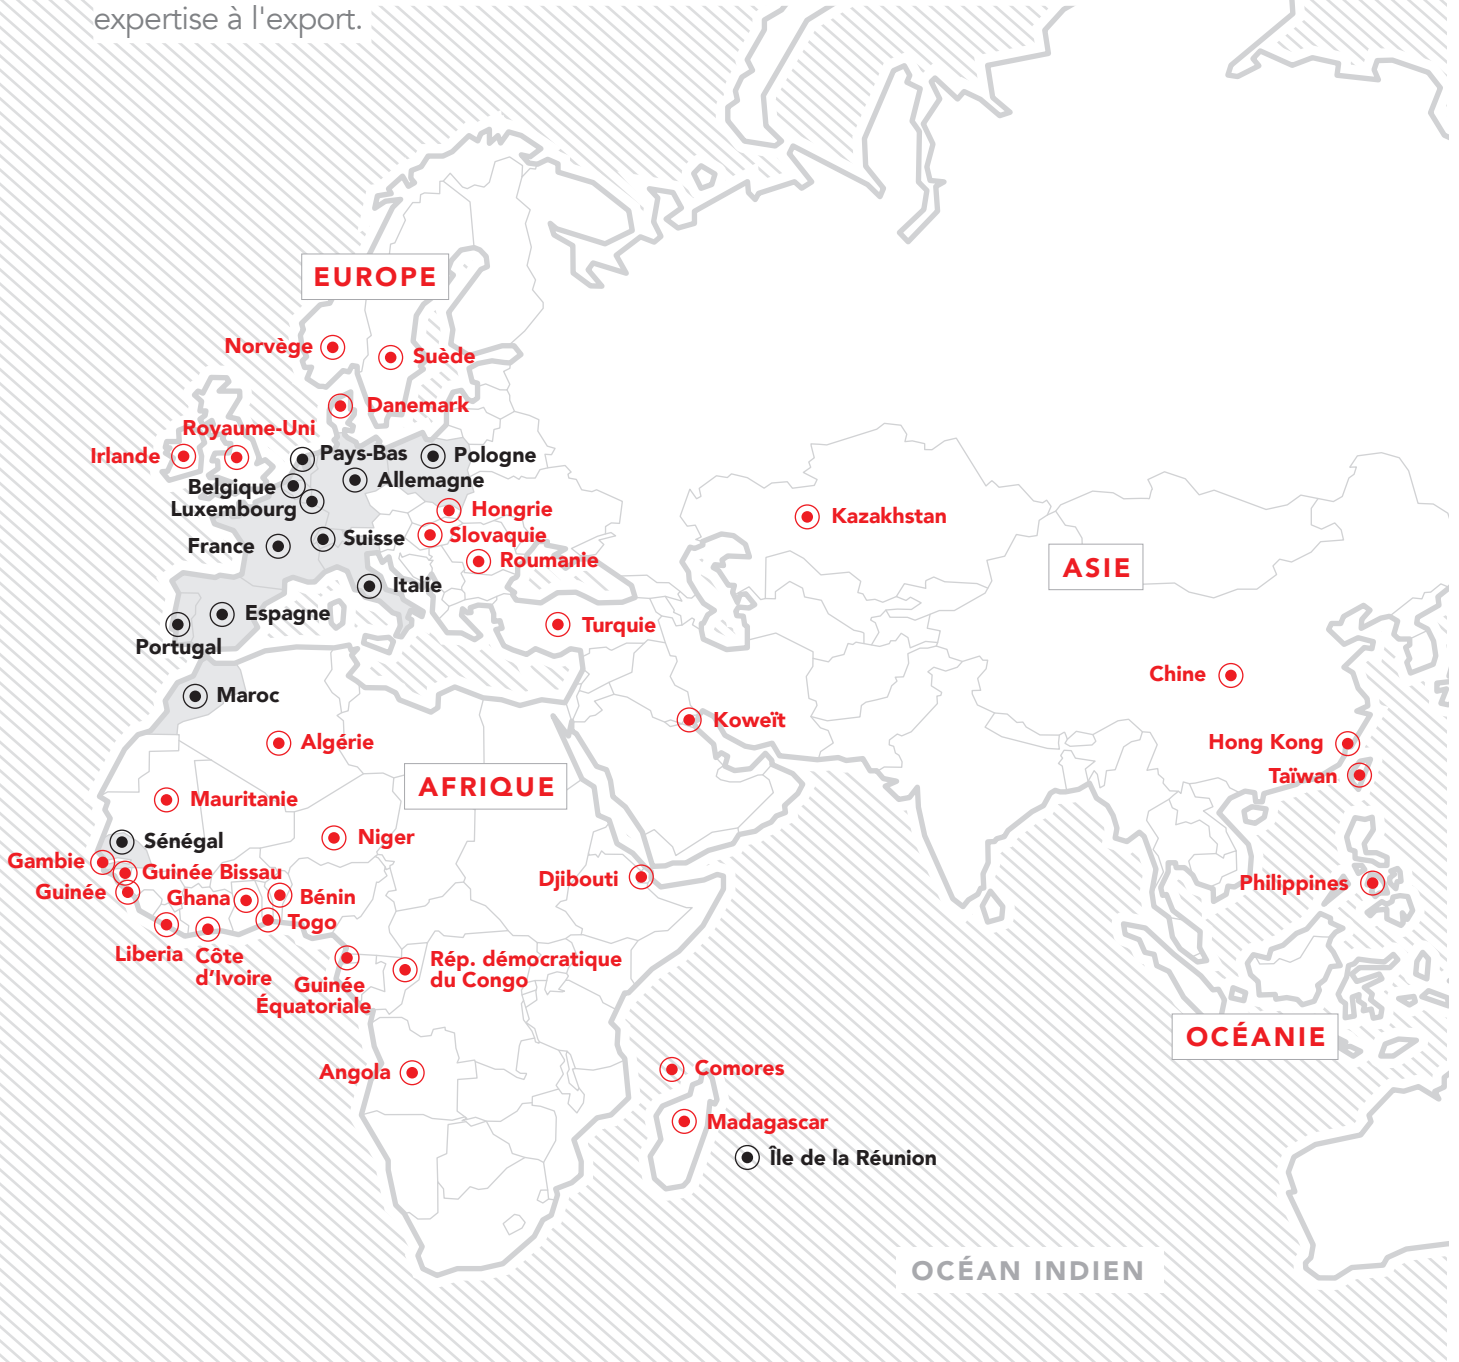 expertise à l'export.
EUROPE
Norvège
Suède
Danemark
Royaume-Uni
Irlande
Pays-Bas
Pologne
Belgique
Allemagne
Luxembourg
Hongrie
Kazakhstan
Slovaquie
Suisse
France
Roumanie
ASIE
Italie
Espagne
Turquie
Portugal
Chine
Maroc
Koweït
Algérie
Hong Kong
Taïwan
AFRIQUE
Mauritanie
Niger
Sénégal
Gambie
Guinée Bissau
Djibouti
Philippines
Guinée
Ghana
Bénin
Togo
Liberia
Côte
d’Ivoire
Rép. démocratique
du Congo
Guinée
Équatoriale
OCÉANIE
Angola
Comores
Madagascar
Île de la Réunion
OCÉAN INDIEN